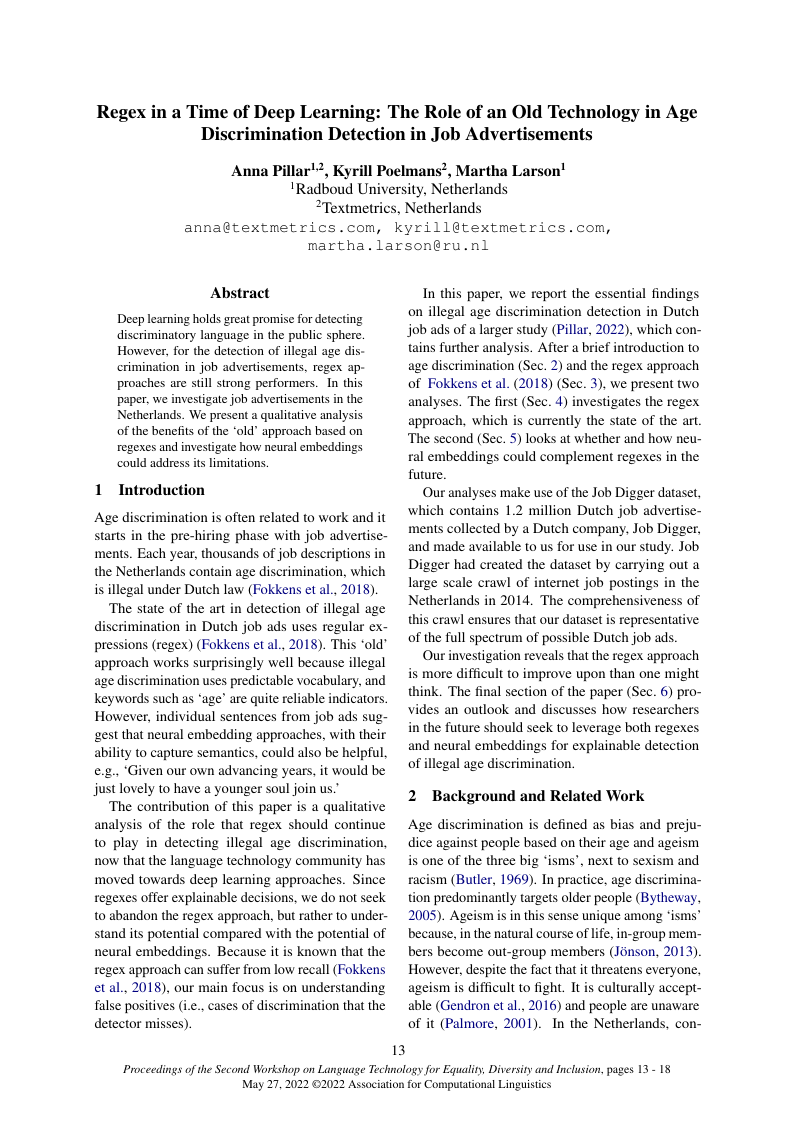 Regex in a Time of Deep Learning: The Role of an Old Technology in Age
Discrimination Detection in Job Advertisements
Anna Pillar1,2, Kyrill Poelmans2, Martha Larson1
1Radboud University, Netherlands
2Textmetrics, Netherlands
anna@textmetrics.com, kyrill@textmetrics.com,
martha.larson@ru.nl
Abstract
Deep learning holds great promise for detecting
discriminatory language in the public sphere.
However, for the detection of illegal age dis-
crimination in job advertisements, regex ap-
proaches are still strong performers. In this
paper, we investigate job advertisements in the
Netherlands. We present a qualitative analysis
of the benefits of the ‘old’ approach based on
regexes and investigate how neural embeddings
could address its limitations.
1 Introduction
Age discrimination is often related to work and it
starts in the pre-hiring phase with job advertise-
ments. Each year, thousands of job descriptions in
the Netherlands contain age discrimination, which
is illegal under Dutch law (Fokkens et al., 2018).
The state of the art in detection of illegal age
discrimination in Dutch job ads uses regular ex-
pressions (regex) (Fokkens et al., 2018). This ‘old’
approach works surprisingly well because illegal
age discrimination uses predictable vocabulary, and
keywords such as ‘age’ are quite reliable indicators.
However, individual sentences from job ads sug-
gest that neural embedding approaches, with their
ability to capture semantics, could also be helpful,
e.g., ‘Given our own advancing years, it would be
just lovely to have a younger soul join us.’
The contribution of this paper is a qualitative
analysis of the role that regex should continue
to play in detecting illegal age discrimination,
now that the language technology community has
moved towards deep learning approaches. Since
regexes offer explainable decisions, we do not seek
to abandon the regex approach, but rather to under-
stand its potential compared with the potential of
neural embeddings. Because it is known that the
regex approach can suffer from low recall (Fokkens
et al., 2018), our main focus is on understanding
false positives (i.e., cases of discrimination that the
detector misses).
In this paper, we report the essential findings
on illegal age discrimination detection in Dutch
job ads of a larger study (Pillar, 2022), which con-
tains further analysis. After a brief introduction to
age discrimination (Sec. 2) and the regex approach
of Fokkens et al. (2018) (Sec. 3), we present two
analyses. The first (Sec. 4) investigates the regex
approach, which is currently the state of the art.
The second (Sec. 5) looks at whether and how neu-
ral embeddings could complement regexes in the
future.
Our analyses make use of the Job Digger dataset,
which contains 1.2 million Dutch job advertise-
ments collected by a Dutch company, Job Digger,
and made available to us for use in our study. Job
Digger had created the dataset by carrying out a
large scale crawl of internet job postings in the
Netherlands in 2014. The comprehensiveness of
this crawl ensures that our dataset is representative
of the full spectrum of possible Dutch job ads.
Our investigation reveals that the regex approach
is more difficult to improve upon than one might
think. The final section of the paper (Sec. 6) pro-
vides an outlook and discusses how researchers
in the future should seek to leverage both regexes
and neural embeddings for explainable detection
of illegal age discrimination.
2 Background and Related Work
Age discrimination is defined as bias and preju-
dice against people based on their age and ageism
is one of the three big ‘isms’, next to sexism and
racism (Butler, 1969). In practice, age discrimina-
tion predominantly targets older people (Bytheway,
2005). Ageism is in this sense unique among ‘isms’
because, in the natural course of life, in-group mem-
bers become out-group members (Jönson, 2013).
However, despite the fact that it threatens everyone,
ageism is difficult to fight. It is culturally accept-
able (Gendron et al., 2016) and people are unaware
of it (Palmore, 2001). In the Netherlands, con-
13
Proceedings of the Second Workshop on Language Technology for Equality, Diversity and Inclusion, pages 13 - 18
May 27, 2022 ©2022 Association for Computational Linguistics